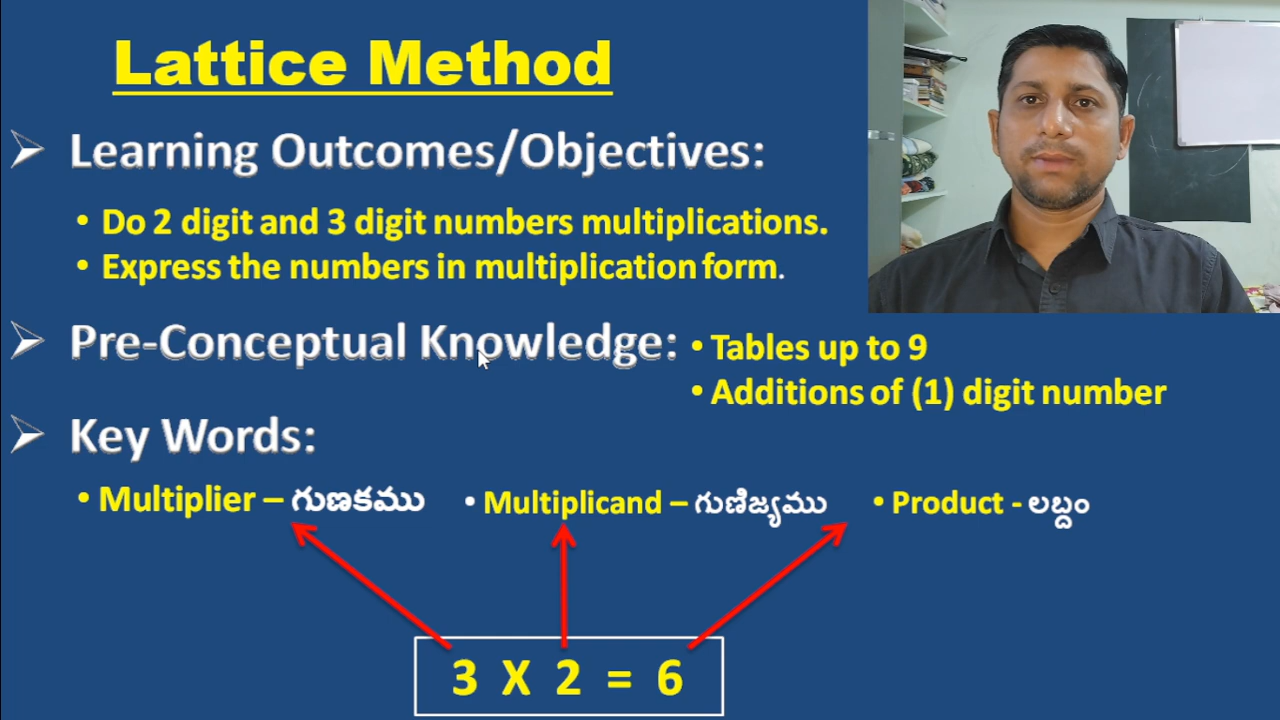 Lattice Method
Learning Outcomes/Objectives:
• Do 2 digit and 3 digit numbers multiplications.
• Express the numbers in multiplication form.
Pre-Conceptual Knowledge:
• Tables up to 9
• Additions of (1) digit number
Key Words:
• Multiplier – గుణకము • Multiplicand – గుణిజ్యము • Product - లబ్దం
3 X 2 = 6